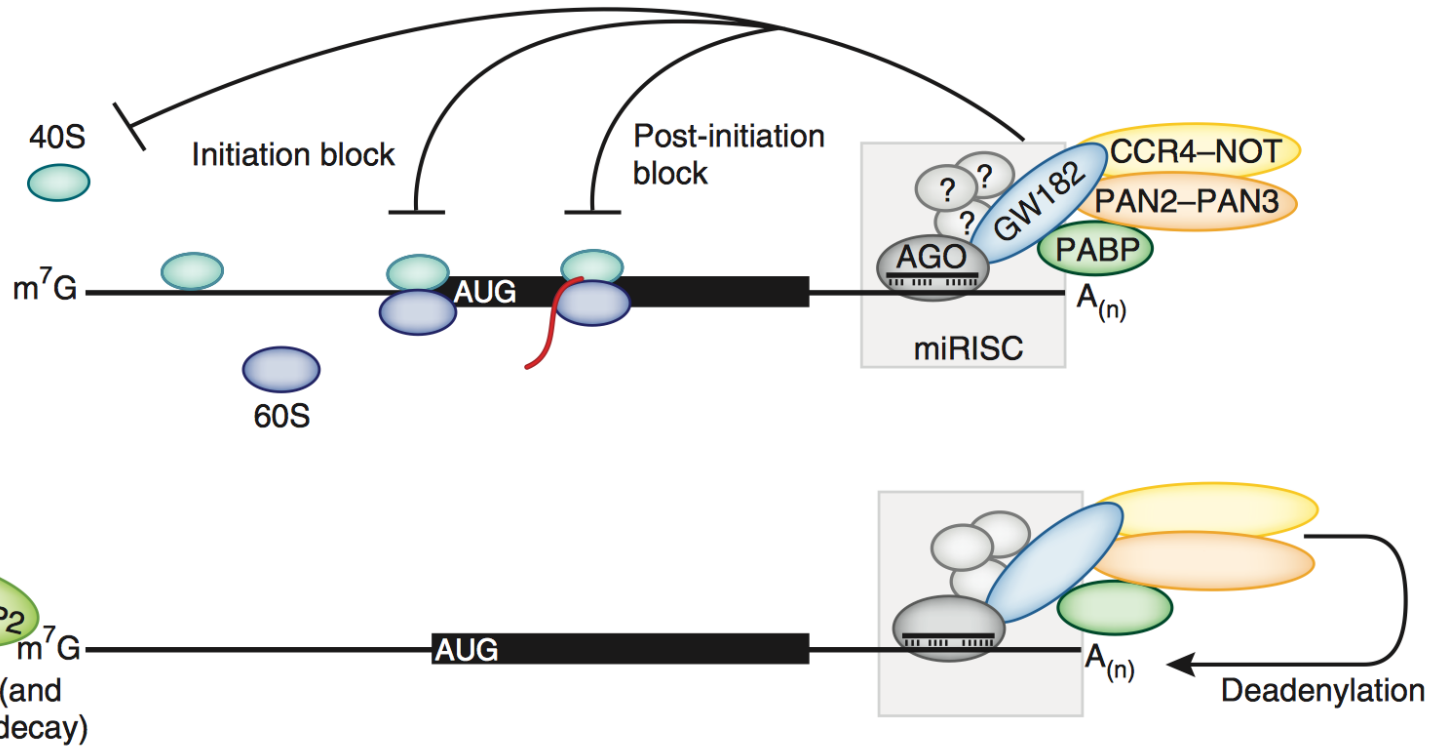 40S
Initiation block
Post-initiation
block
CCR4–NOT
PAN2–PAN3
GW182
PABP
?
?
?
AGO
m⁷G
AUG
A(n)
miRISC
60S
P2
m⁷G
AUG
A(n)
(and
decay)
Deadenylation